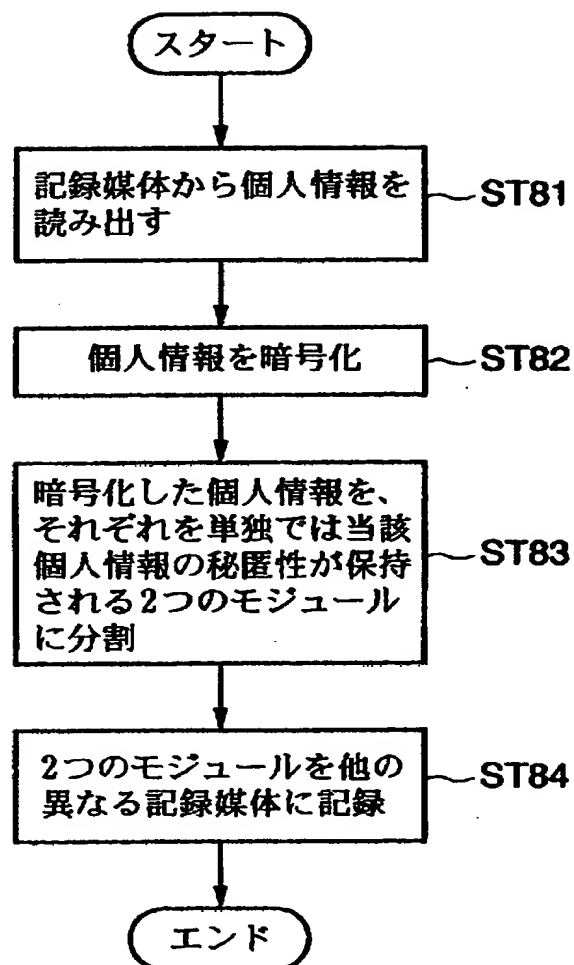 スタート
記録媒体から個人情報を
読み出す
ST81
個人情報を暗号化
ST82
暗号化した個人情報を、
それぞれを単独では当該
個人情報の秘匿性が保持
される2つのモジュール
に分割
ST83
2つのモジュールを他の
異なる記録媒体に記録
ST84
エンド